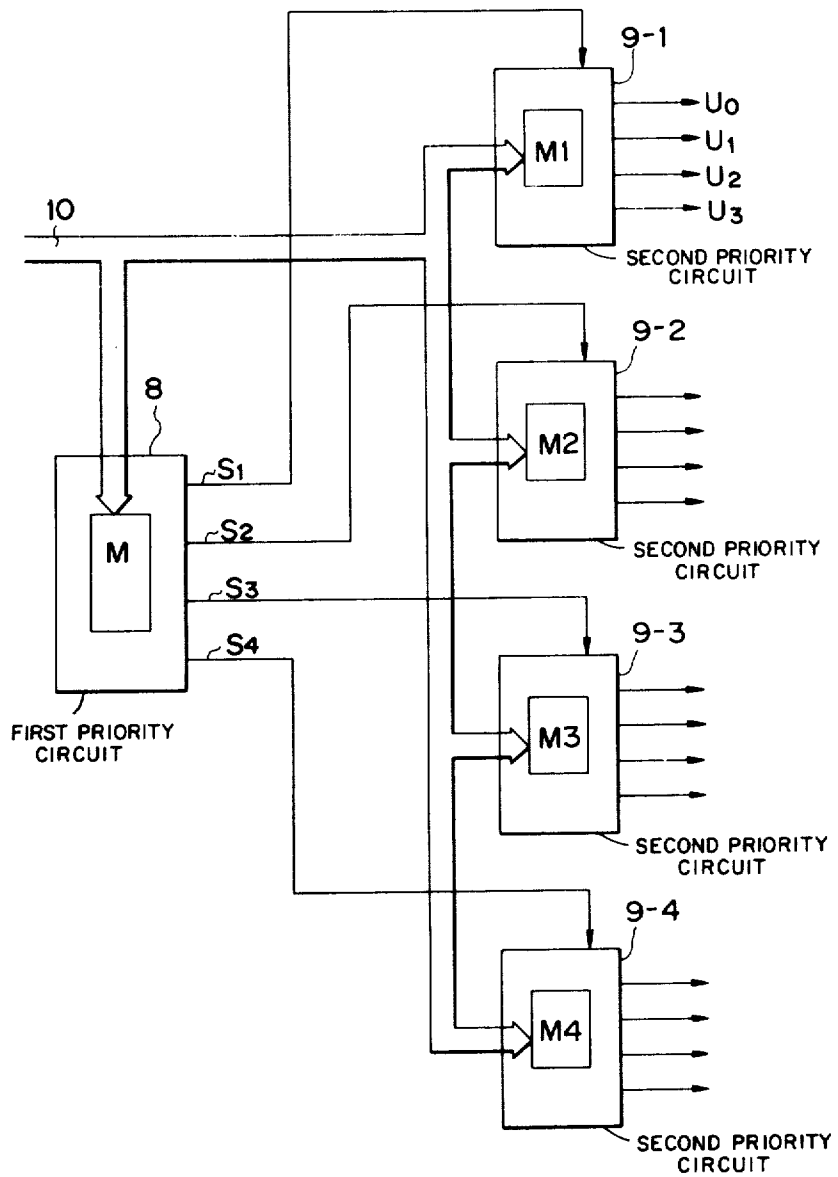 9-1
U0
M1
U1
U2
10
U3
SECOND PRIORITY
CIRCUIT
9-2
8
S1
M2
M
S2
SECOND PRIORITY
CIRCUIT
S3
9-3
S4
FIRST PRIORITY
CIRCUIT
M3
SECOND PRIORITY
CIRCUIT
9-4
M4
SECOND PRIORITY
CIRCUIT